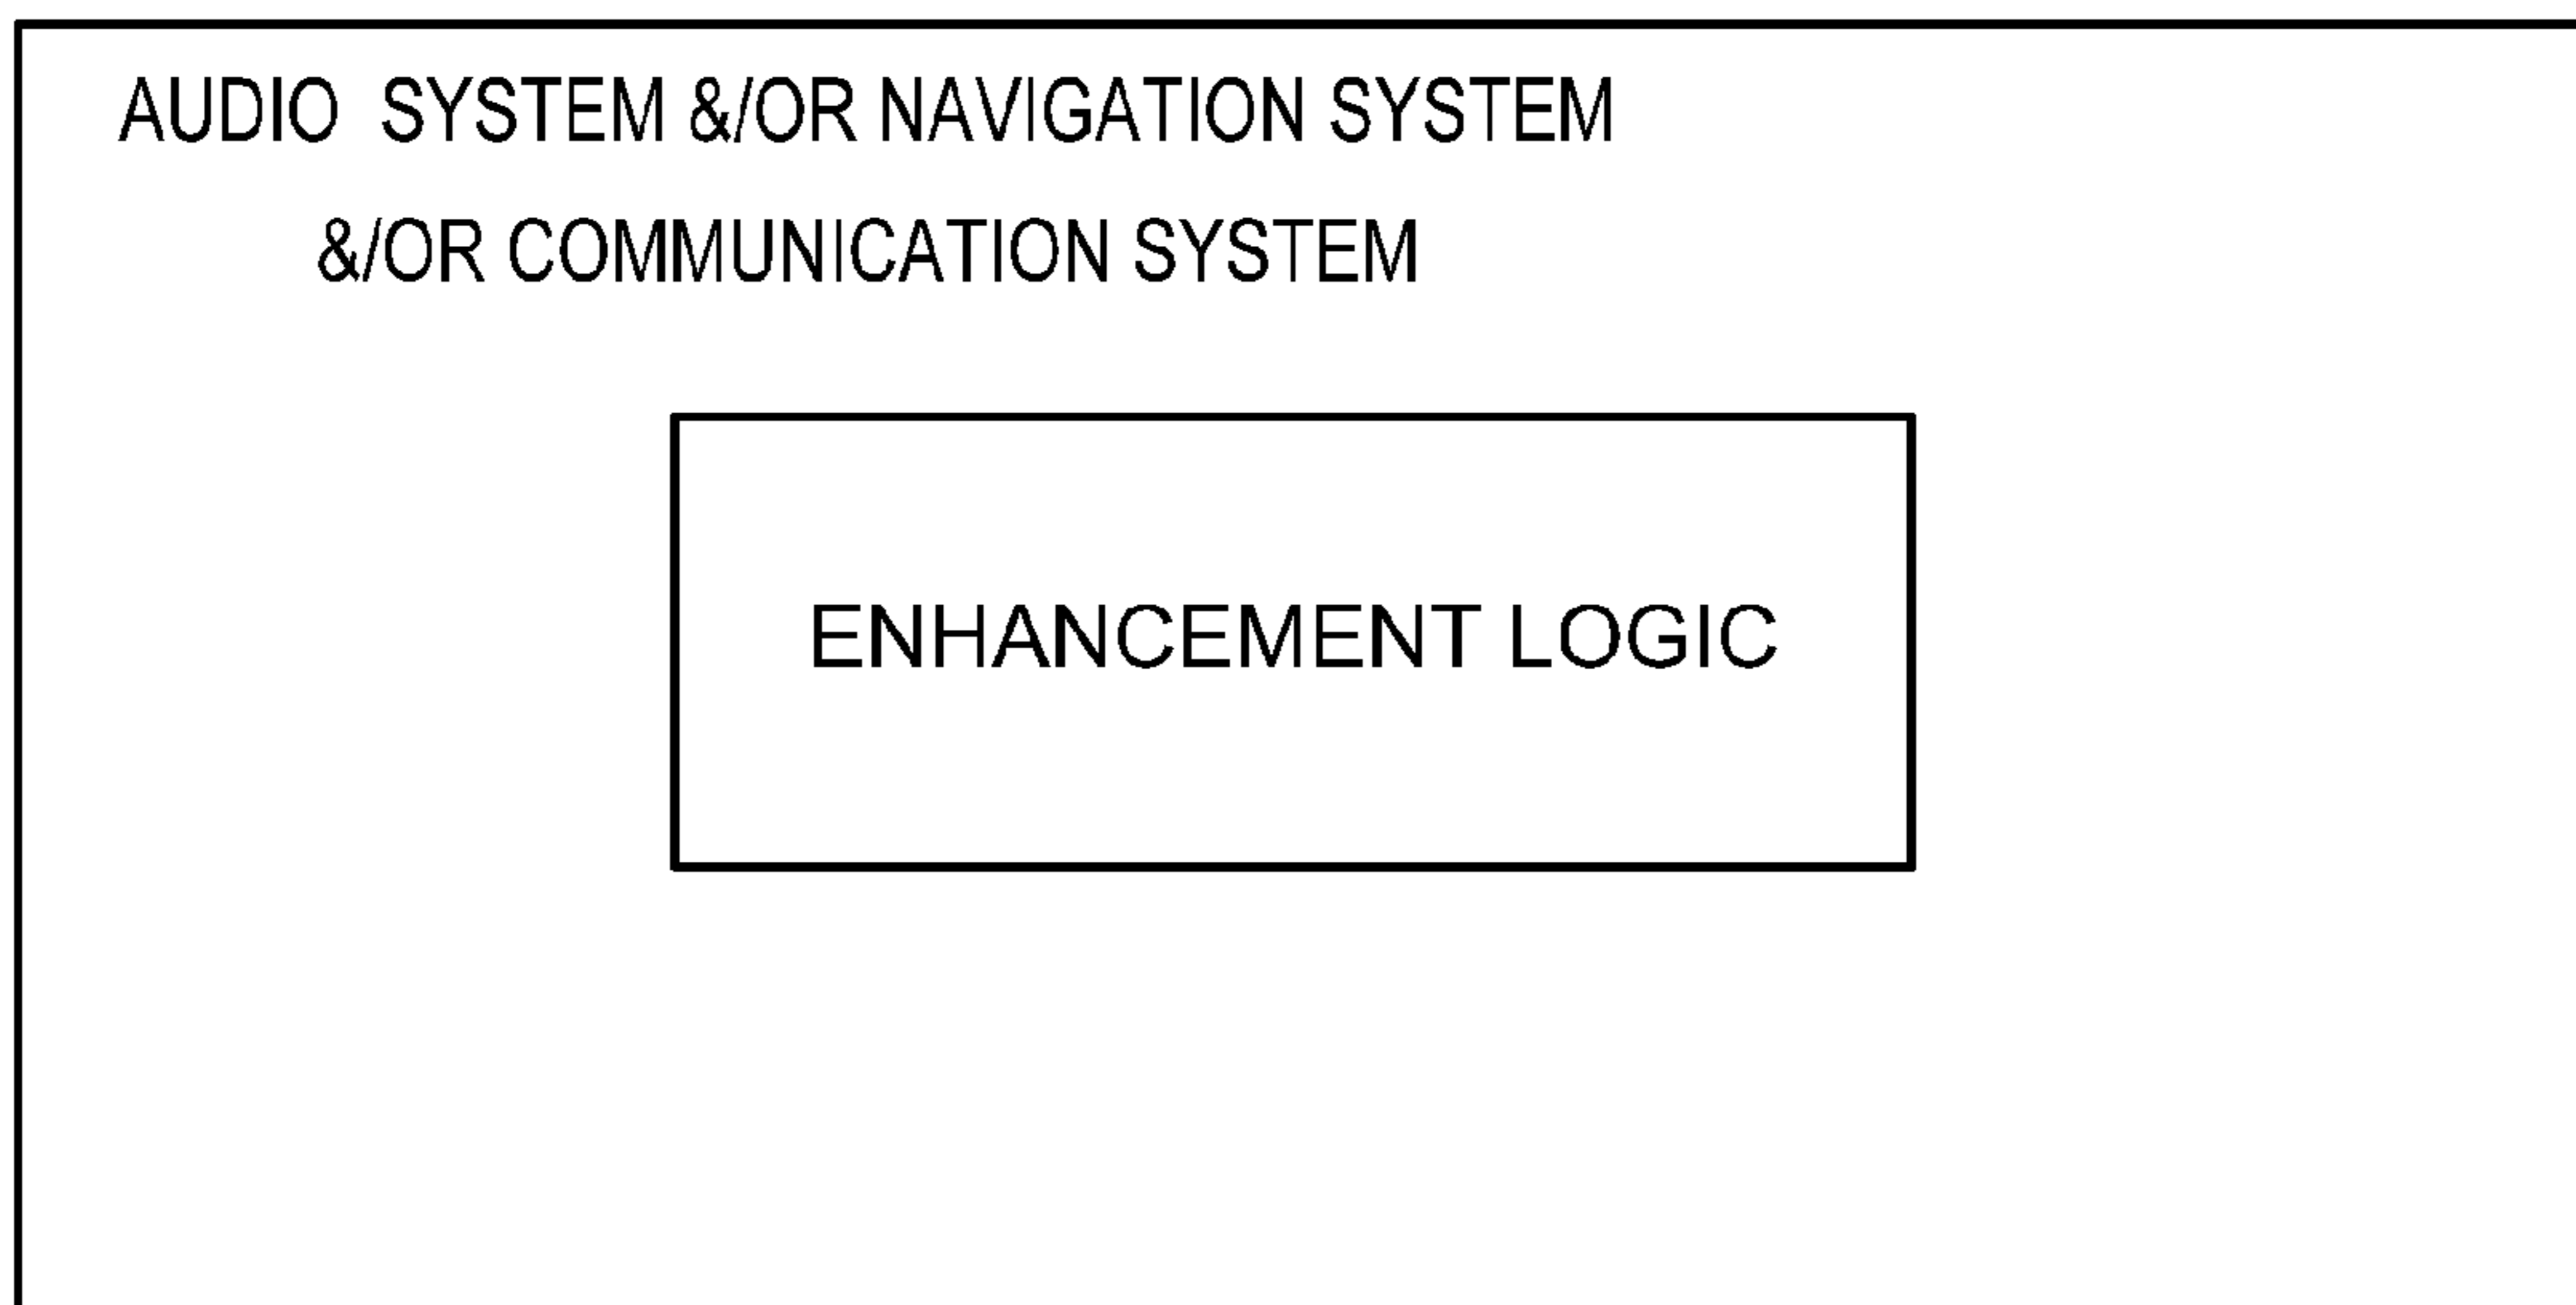 AUDIO SYSTEM &/OR NAVIGATION SYSTEM
&/OR COMMUNICATION SYSTEM
ENHANCEMENT LOGIC